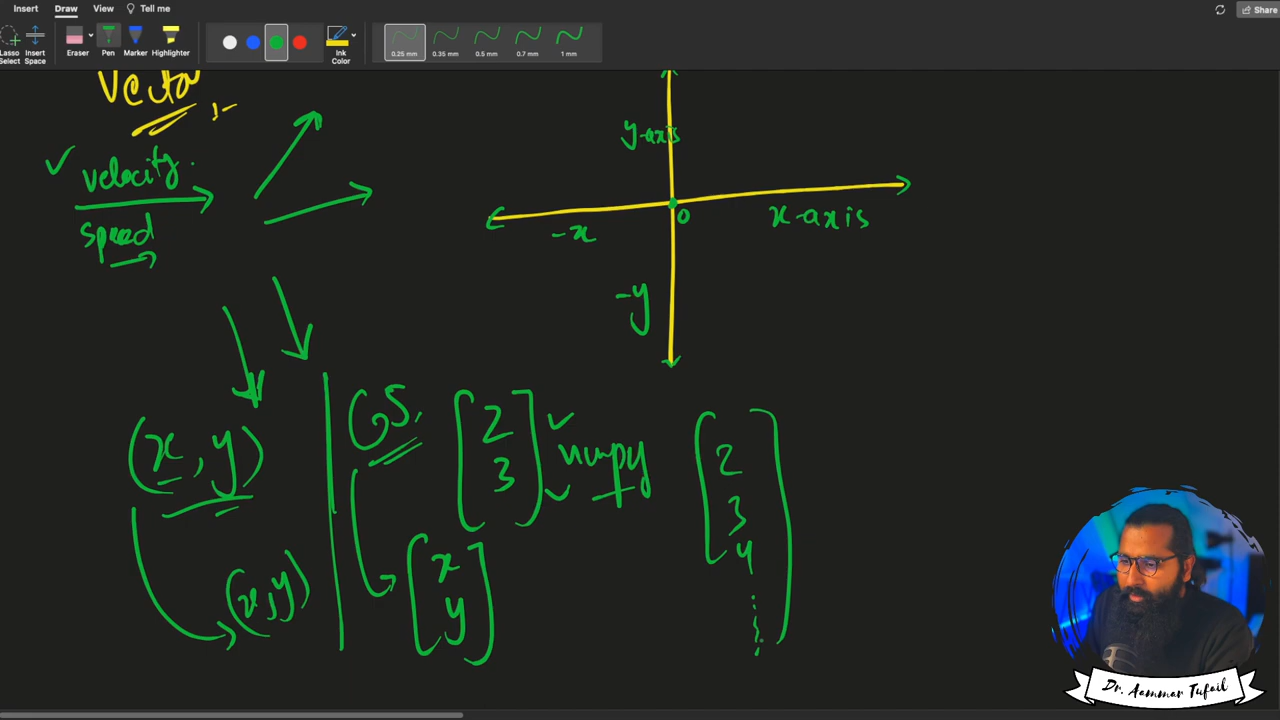 Insert Draw View Tell me
Share
Lasso Select
Insert Space
Eraser
Pen
Marker
Highlighter
Ink Color
0.25 mm
0.35 mm
0.5 mm
0.7 mm
1 mm
Vector :-
velocity.
speed
y-axis
0
x-axis
-x
-y
(x, y)
CS.
[2
3]
numpy
[2
3
4
⋮]
(x, y)
[x
y]
Dr. Aammar Tufail